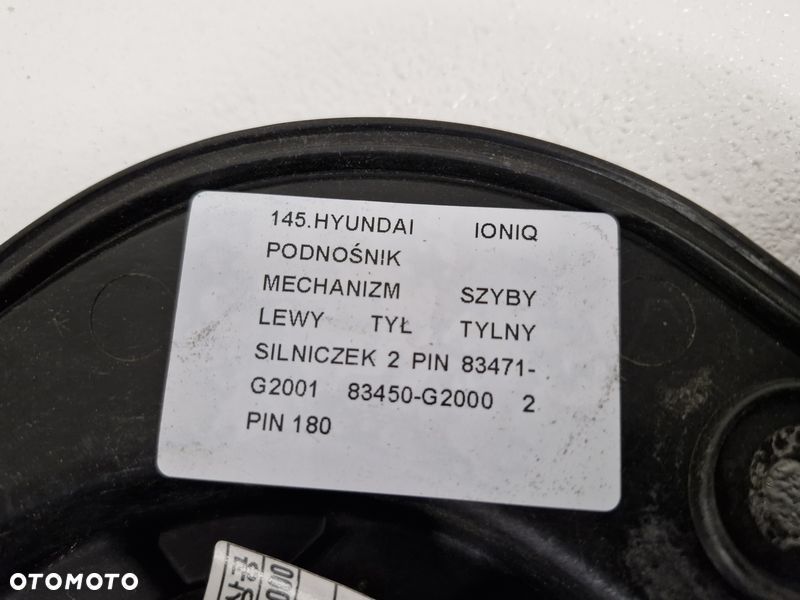 145.HYUNDAI IONIQ
PODNOŚNIK
MECHANIZM SZYBY
LEWY TYŁ TYLNY
SILNICZEK 2 PIN 83471-
G2001 83450-G2000 2
PIN 180
OTOMOTO